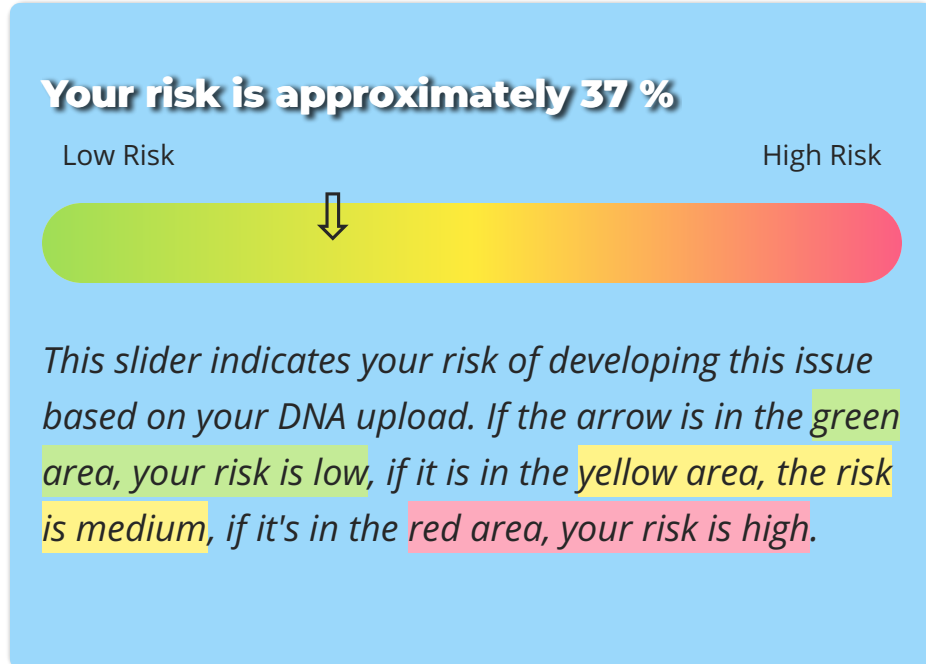 Your risk is approximately 37 %
Low Risk High Risk
This slider indicates your risk of developing this issue
based on your DNA upload. If the arrow is in the green
area, your risk is low, if it is in the yellow area, the risk
is medium, if it's in the red area, your risk is high.